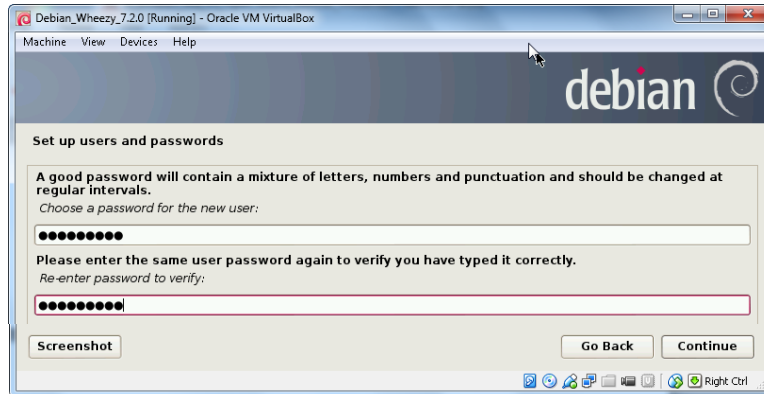 Debian_Wheezy_7.2.0 [Running] - Oracle VM VirtualBox
Machine View Devices Help
debian
Set up users and passwords
A good password will contain a mixture of letters, numbers and punctuation and should be changed at
regular intervals.
Choose a password for the new user:
●●●●●●●●●
Please enter the same user password again to verify you have typed it correctly.
Re-enter password to verify:
●●●●●●●●●
Screenshot Go Back Continue
Right Ctrl